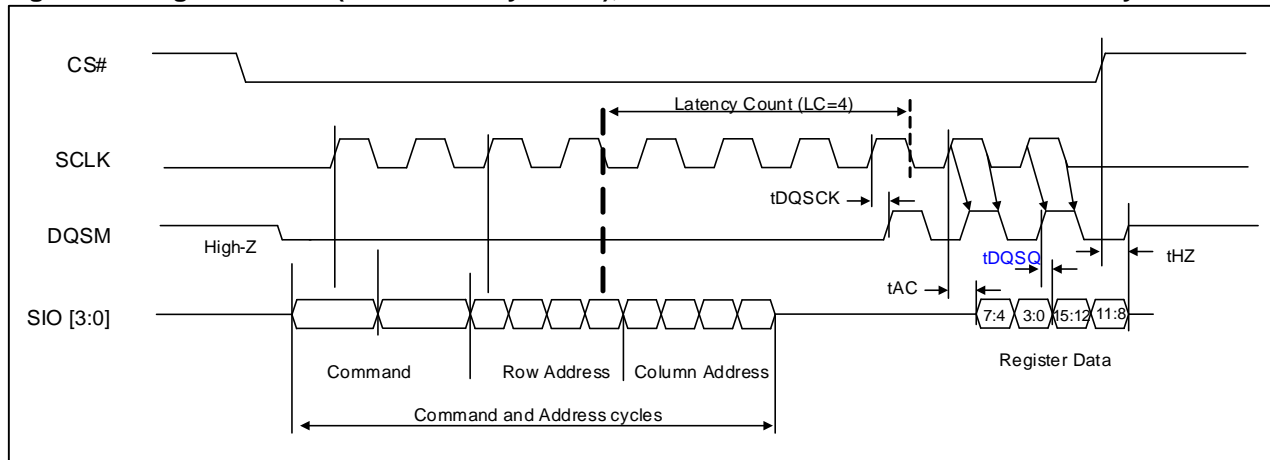 CS#
Latency Count (LC=4)
SCLK
tDQSCK
DQSM
High-Z
tDQSQ
tHZ
tAC
SIO [3:0]
7:4
3:0
15:12
11:8
Command
Row Address
Column Address
Register Data
Command and Address cycles